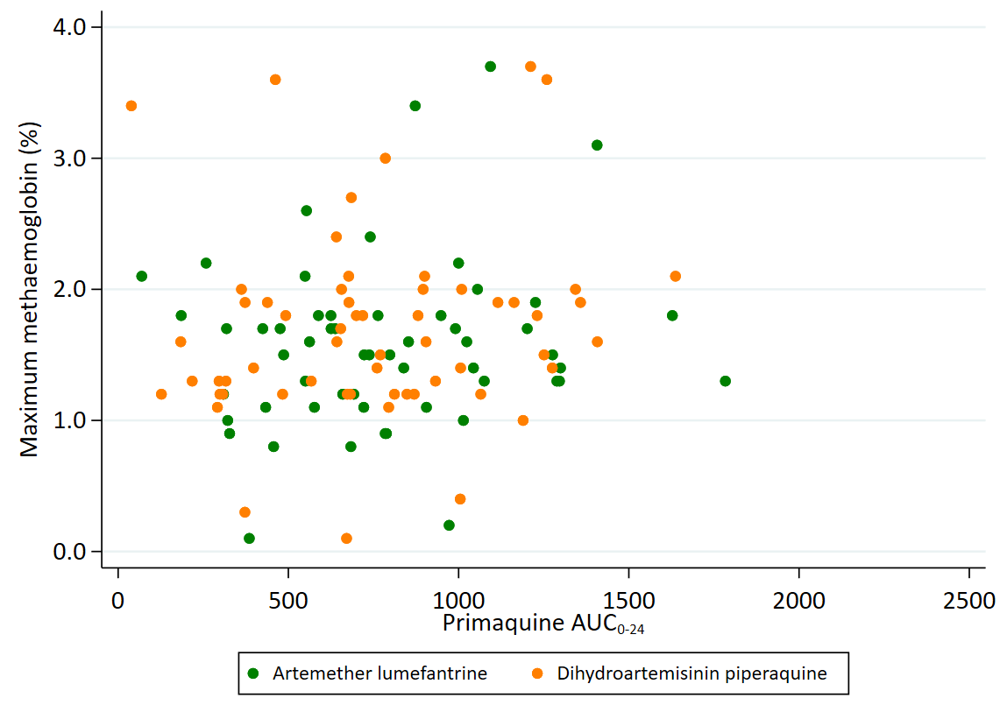 4.0
3.0
2.0
1.0
0.0
Maximum methaemoglobin (%)
0 500 1000 1500 2000 2500
Primaquine AUC0-24
Artemether lumefantrine Dihydroartemisinin piperaquine